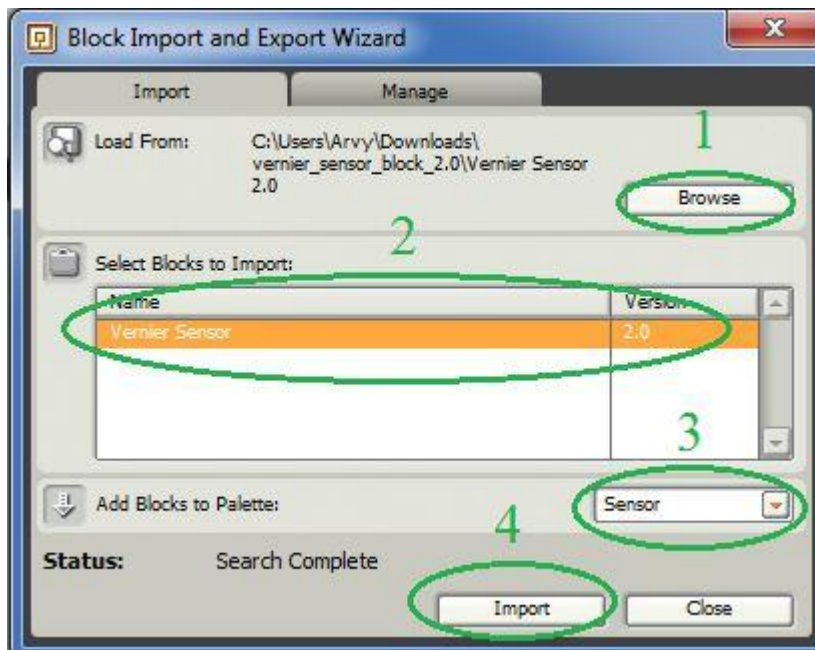 Block Import and Export Wizard
Import
Manage
1
Load From:
C:\Users\Arvy\Downloads\
vernier_sensor_block_2.0\Vernier Sensor
2.0
Browse
2
Select Blocks to Import:
Name
Version
Vernier Sensor
2.0
3
Add Blocks to Palette:
Sensor
4
Status:
Search Complete
Import
Close